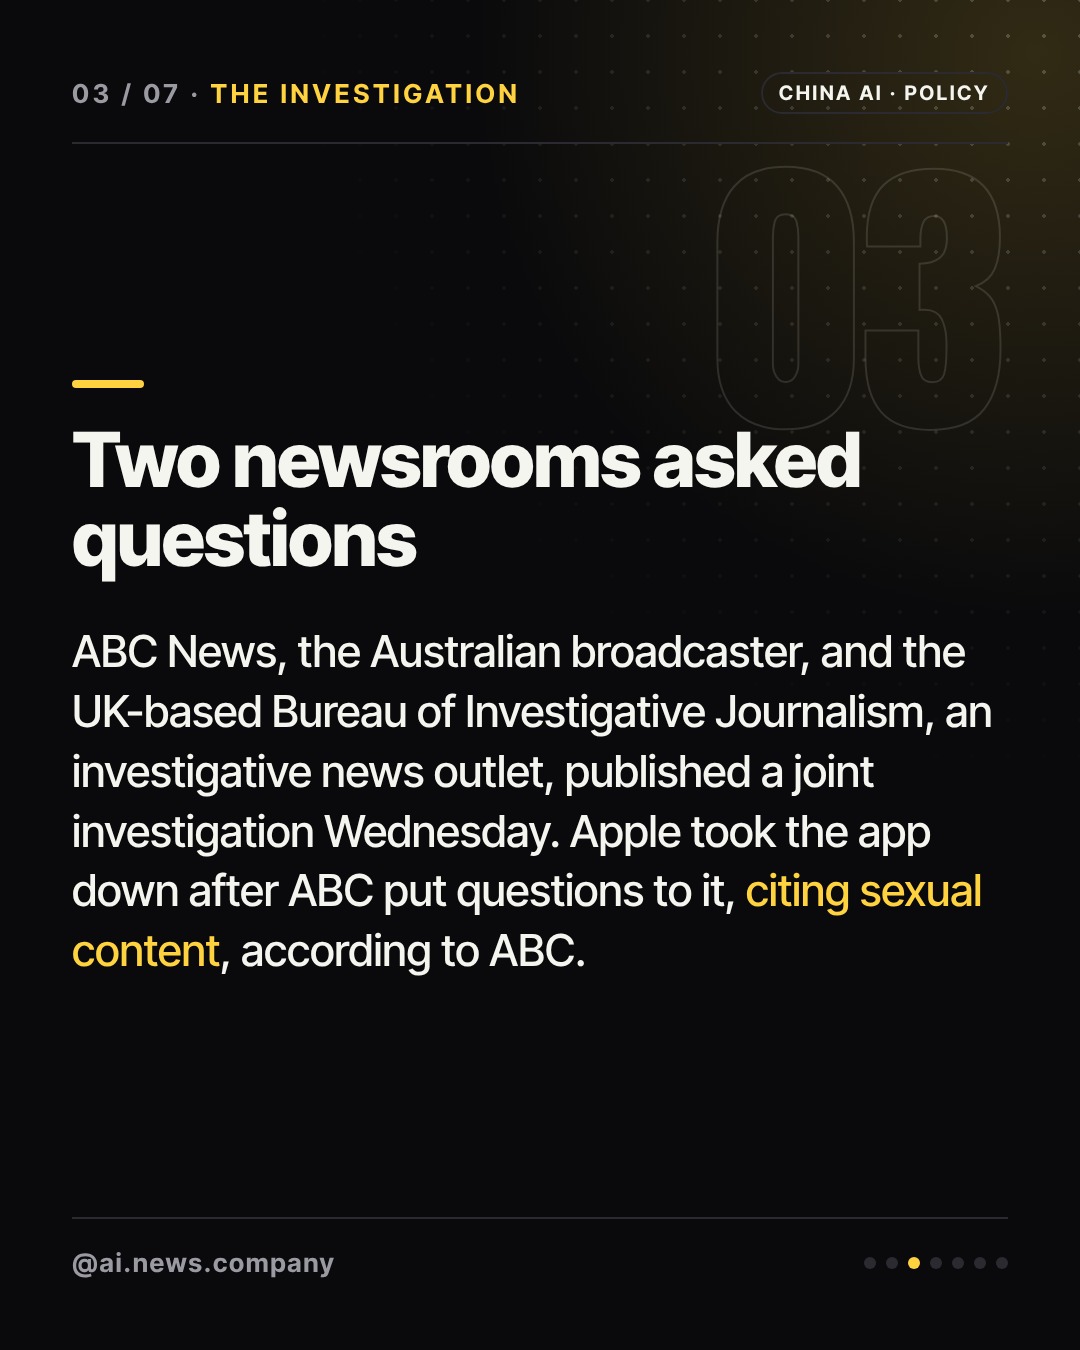 03 / 07 · THE INVESTIGATION
CHINA AI · POLICY
03
Two newsrooms asked
questions
ABC News, the Australian broadcaster, and the
UK-based Bureau of Investigative Journalism, an
investigative news outlet, published a joint
investigation Wednesday. Apple took the app
down after ABC put questions to it, citing sexual
content, according to ABC.
@ai.news.company